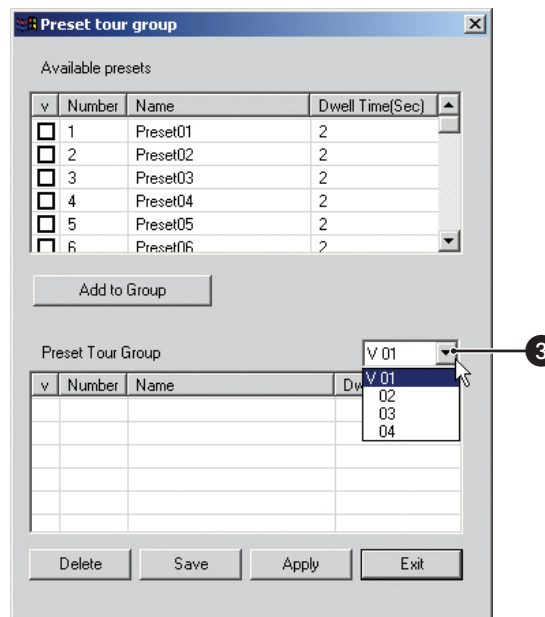 Preset tour group
Available presets
v Number Name Dwell Time(Sec)
1 Preset01 2
2 Preset02 2
3 Preset03 2
4 Preset04 2
5 Preset05 2
6 Preset06 2
Add to Group
Preset Tour Group V 01
3
v Number Name Dw
V 01
02
03
04
Delete Save Apply Exit